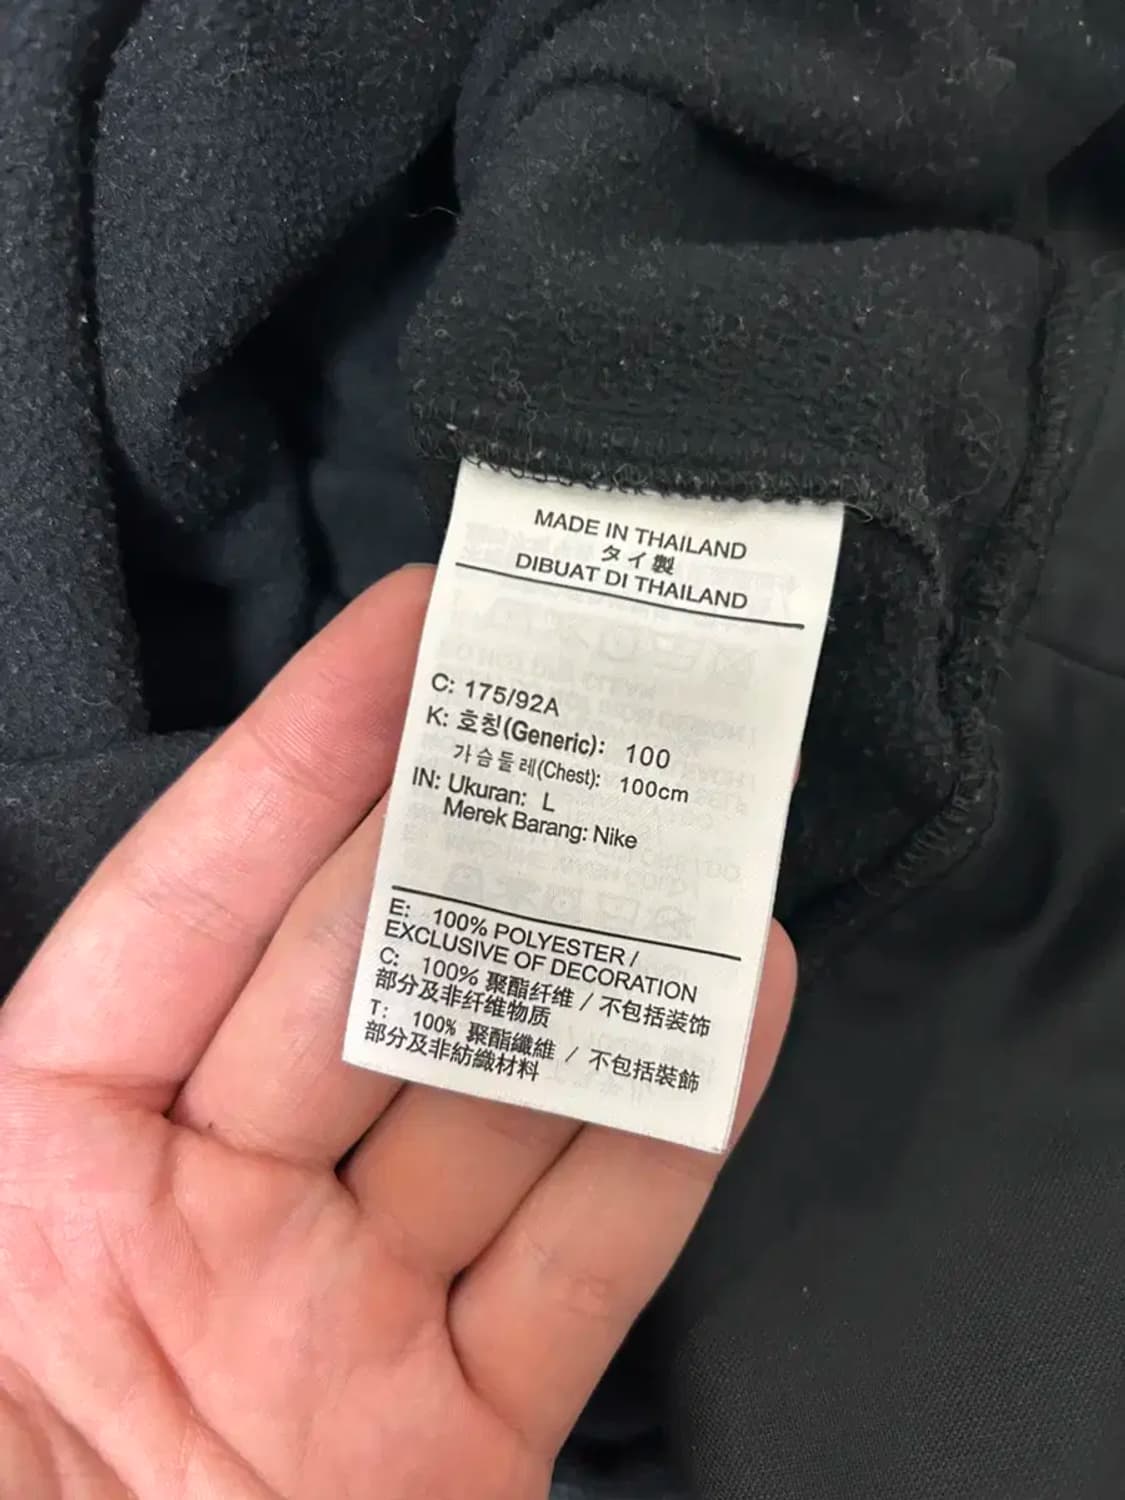 MADE IN THAILAND
タイ製
DIBUAT DI THAILAND
C: 175/92A
K: 호칭(Generic): 100
가슴둘레(Chest): 100cm
IN: Ukuran: L
Merek Barang: Nike
E: 100% POLYESTER /
EXCLUSIVE OF DECORATION
C: 100% 聚酯纤维 / 不包括装饰
部分及非纤维物质
T: 100% 聚酯纖維 / 不包括裝飾
部分及非紡織材料